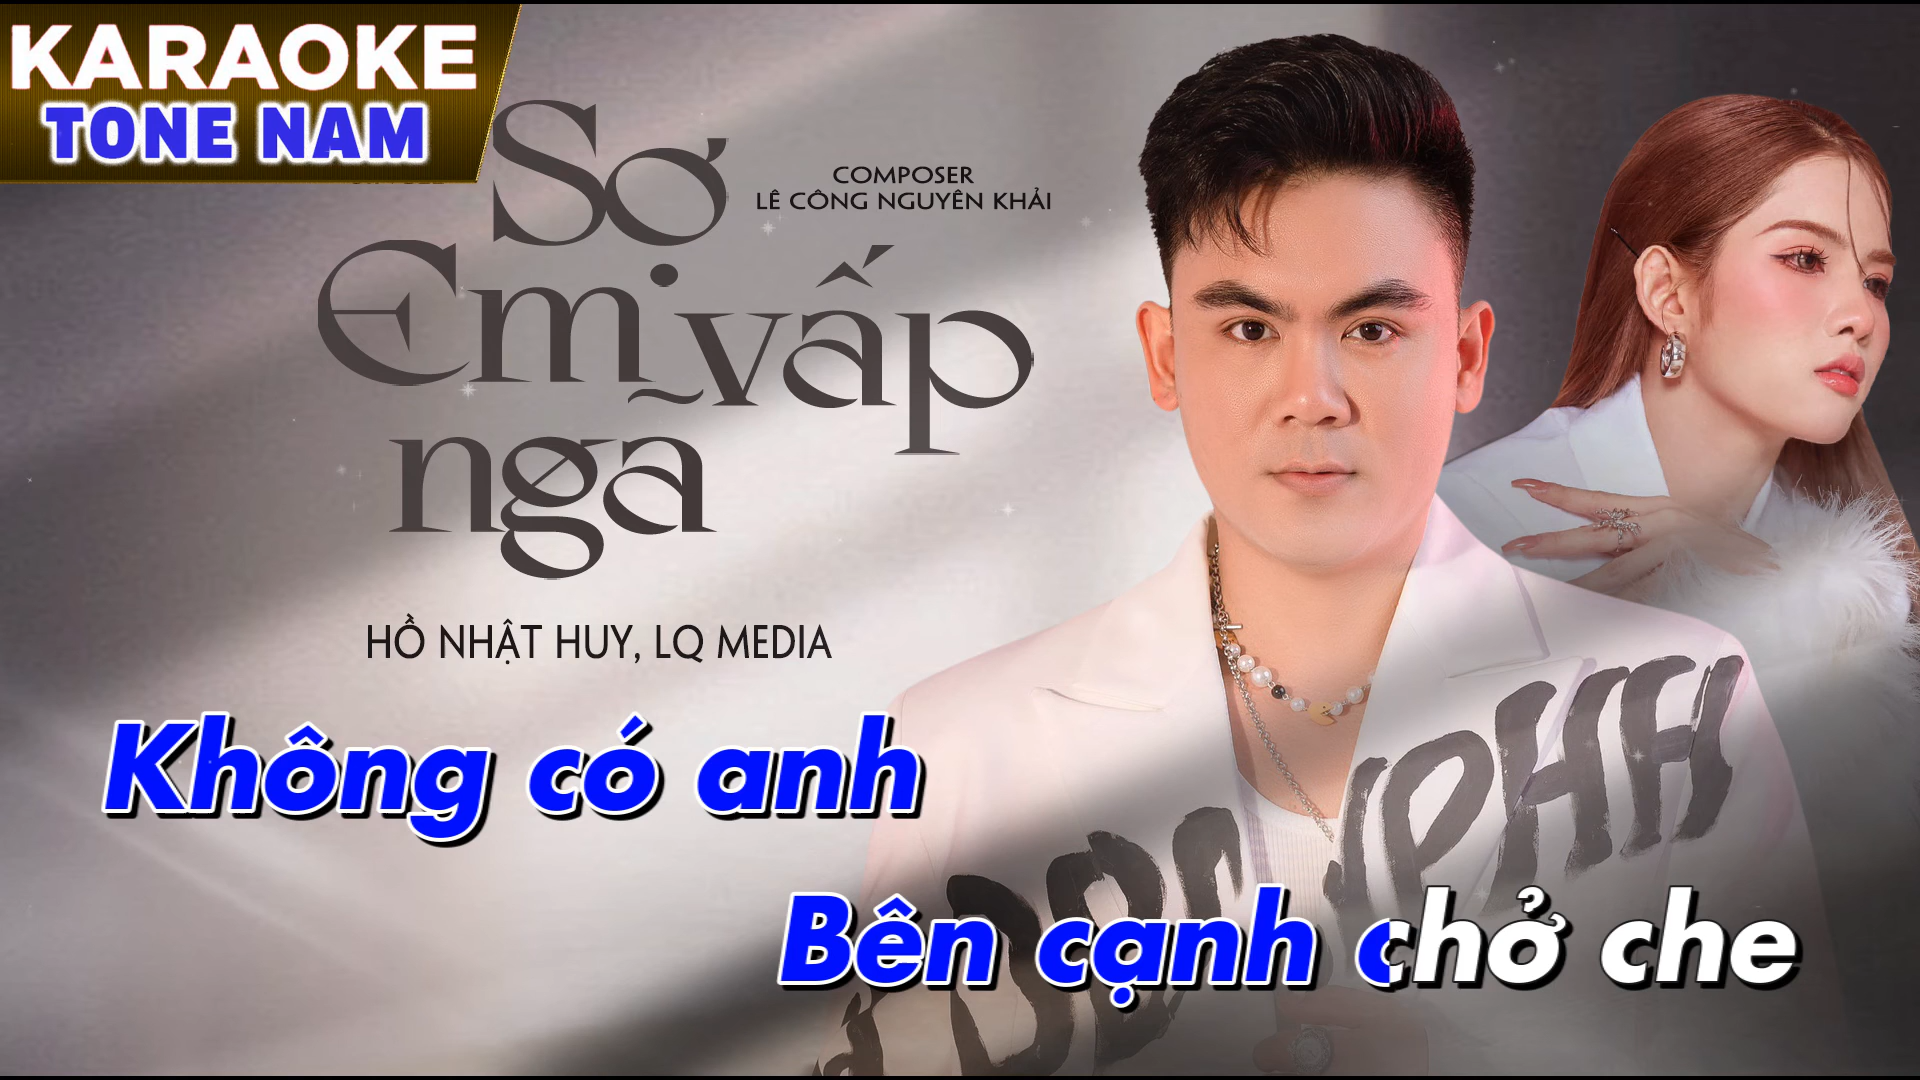 KARAOKE
TONE NAM
Sợ
COMPOSER
LÊ CÔNG NGUYÊN KHẢI
Em vấp
ngã
HỒ NHẬT HUY, LQ MEDIA
Không có anh
Bên cạnh chở che